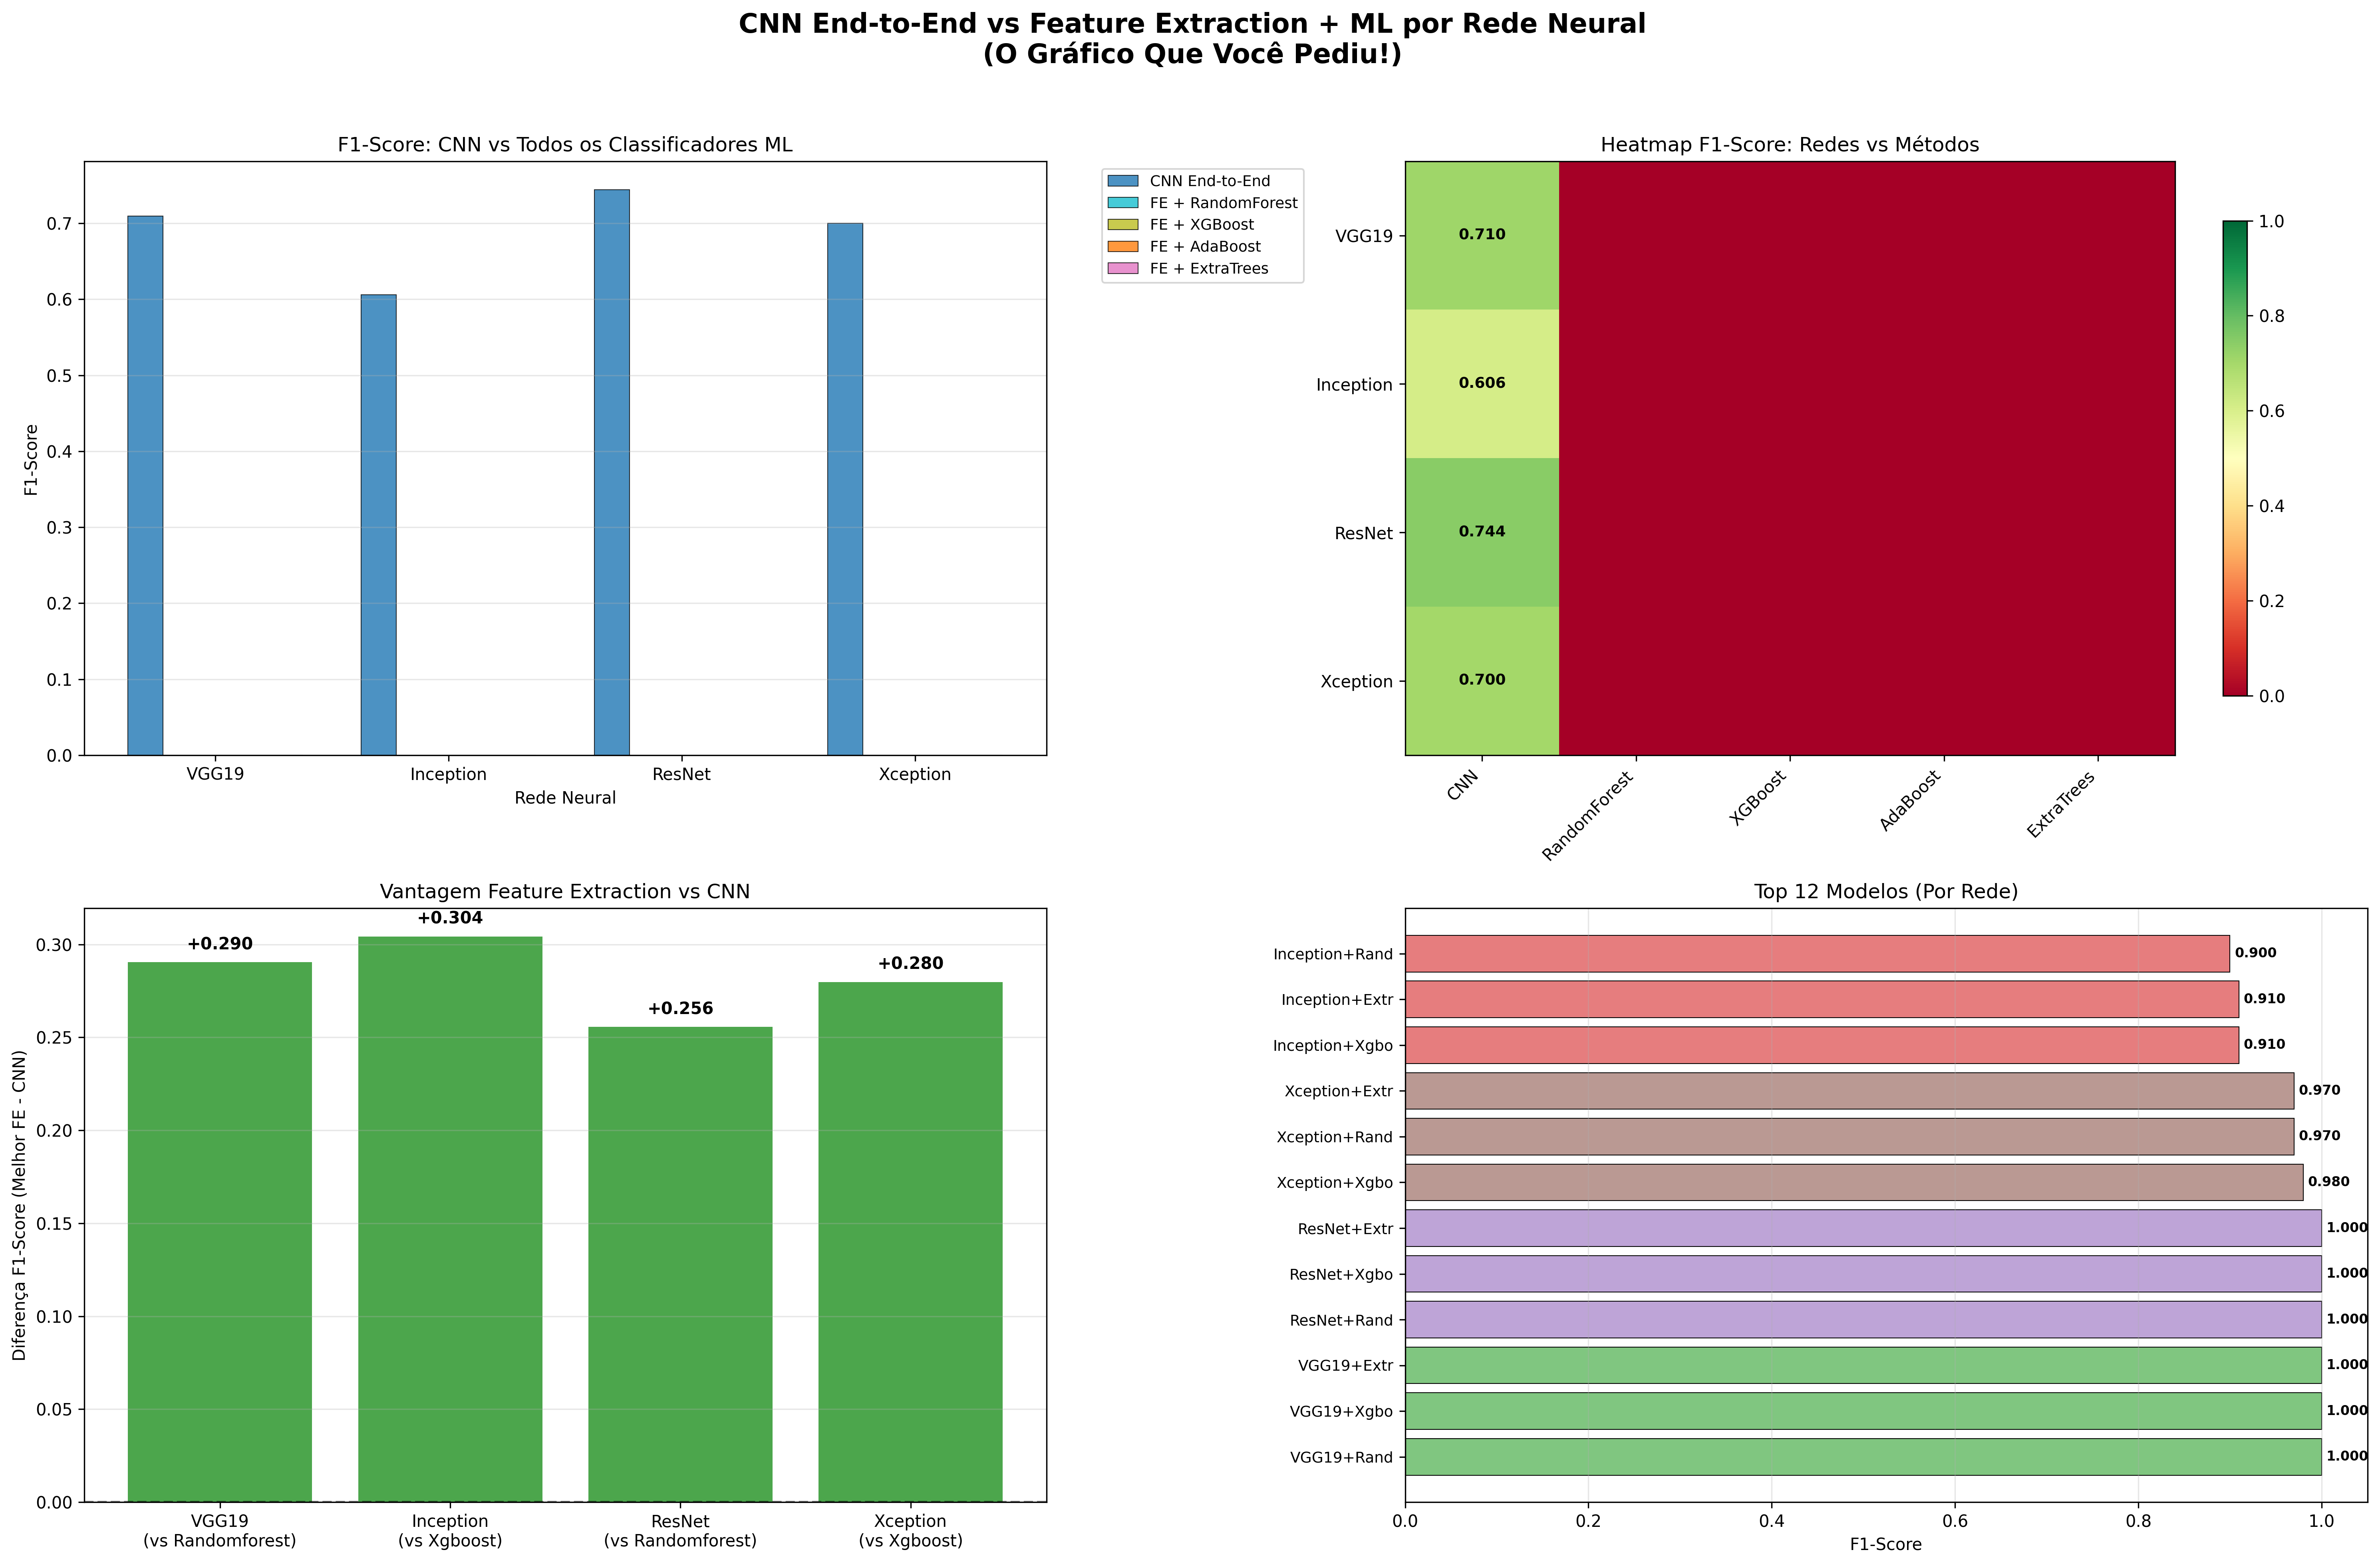 CNN End-to-End vs Feature Extraction + ML por Rede Neural
(O Gráfico Que Você Pediu!)
F1-Score: CNN vs Todos os Classificadores ML
F1-Score
0.7
0.6
0.5
0.4
0.3
0.2
0.1
0.0
VGG19
Inception
ResNet
Xception
Rede Neural
CNN End-to-End
FE + RandomForest
FE + XGBoost
FE + AdaBoost
FE + ExtraTrees
Heatmap F1-Score: Redes vs Métodos
VGG19
0.710
Inception
0.606
ResNet
0.744
Xception
0.700
CNN
RandomForest
XGBoost
AdaBoost
ExtraTrees
1.0
0.8
0.6
0.4
0.2
0.0
Vantagem Feature Extraction vs CNN
Diferença F1-Score (Melhor FE - CNN)
0.30
0.25
0.20
0.15
0.10
0.05
0.00
+0.290
+0.304
+0.256
+0.280
VGG19
(vs Randomforest)
Inception
(vs Xgboost)
ResNet
(vs Randomforest)
Xception
(vs Xgboost)
Top 12 Modelos (Por Rede)
Inception+Rand
0.900
Inception+Extr
0.910
Inception+Xgbo
0.910
Xception+Extr
0.970
Xception+Rand
0.970
Xception+Xgbo
0.980
ResNet+Extr
1.000
ResNet+Xgbo
1.000
ResNet+Rand
1.000
VGG19+Extr
1.000
VGG19+Xgbo
1.000
VGG19+Rand
1.000
0.0
0.2
0.4
0.6
0.8
1.0
F1-Score